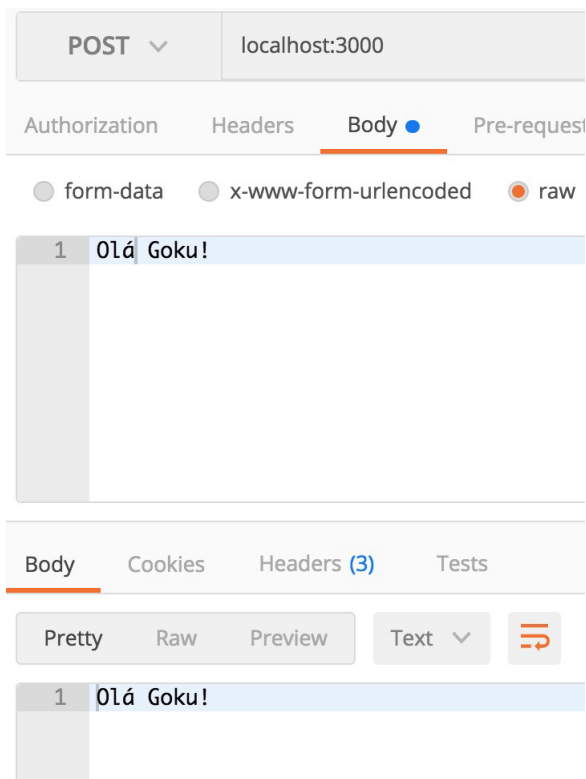 POST localhost:3000
Authorization Headers Body Pre-request
form-data x-www-form-urlencoded raw
1 Olá Goku!
Body Cookies Headers (3) Tests
Pretty Raw Preview Text
1 Olá Goku!